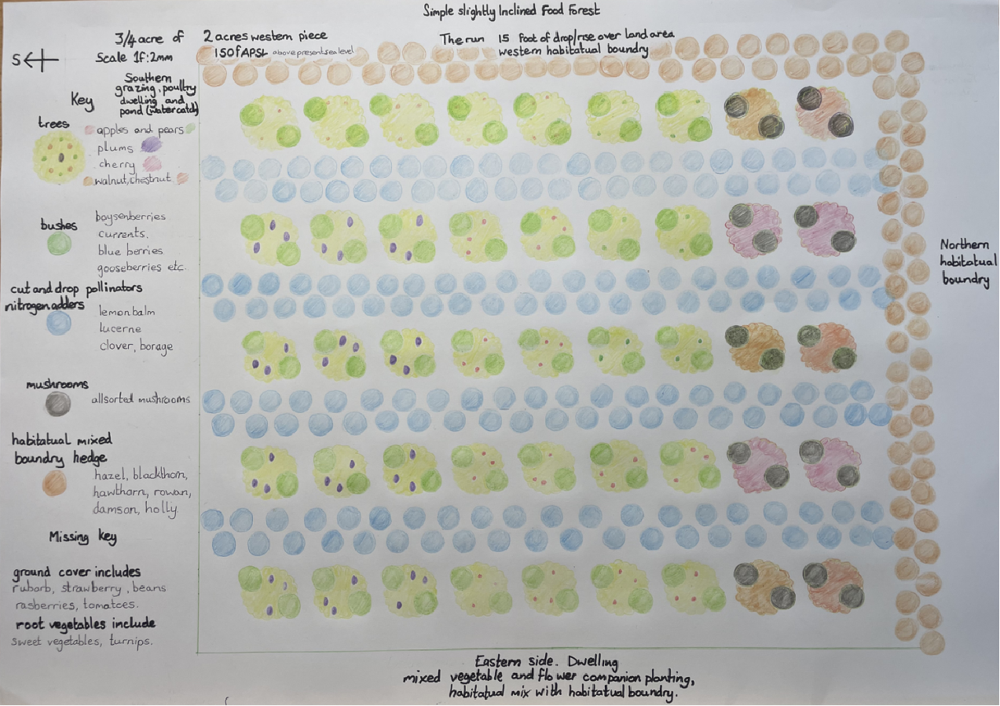 Simple slightly Inclined Food Forest
3/4 acre of 2 acres western piece
Scale 1f:2mm
150f APSL above present sea level
The run 15 foot of drop/rise over land area
western habitatual boundry
S
Southern
grazing, poultry
dwelling and
pond (water catch)
Key
trees
apples and pears
plums
cherry
walnut, chestnut
bushes
boysenberries
currents.
blue berries
gooseberries etc.
cut and drop pollinators
nitrogen adders
lemon balm
lucerne
clover, borage
mushrooms
allsorted mushrooms
habitatual mixed
boundry hedge
hazel, blackthorn,
hawthorn, rowan,
damson, holly
Missing key
ground cover includes
rubarb, strawberry, beans
rasberries, tomatoes.
root vegetables include
sweet vegetables, turnips.
Northern
habitatual
boundry
Eastern side. Dwelling
mixed vegetable and flower companion planting,
habitatual mix with habitatual boundry.